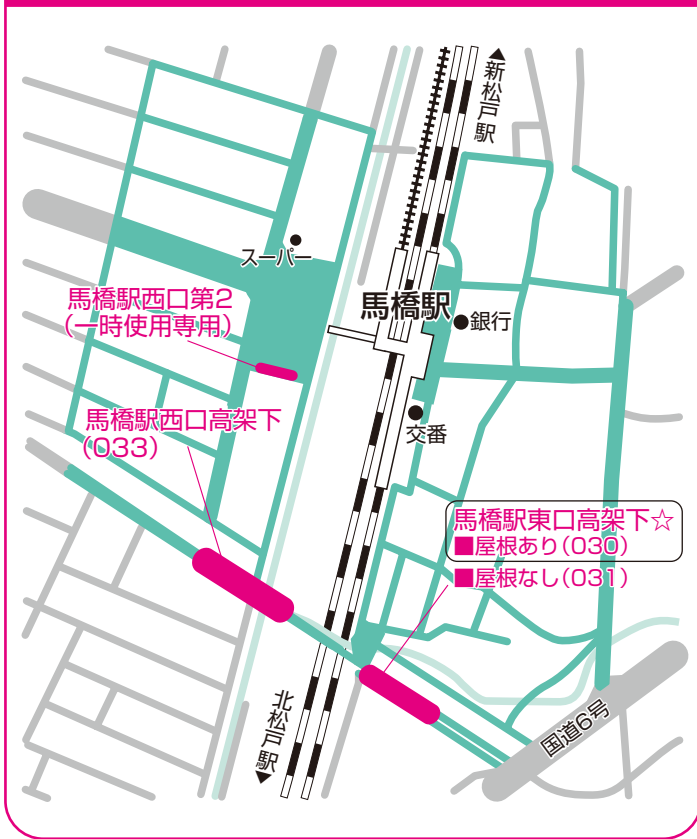 ▲新松戸駅
スーパー
馬橋駅西口第2
(一時使用専用)
馬橋駅
●銀行
馬橋駅西口高架下
(033)
交番
馬橋駅東口高架下☆
■屋根あり(030)
■屋根なし(031)
北松戸駅▼
国道6号